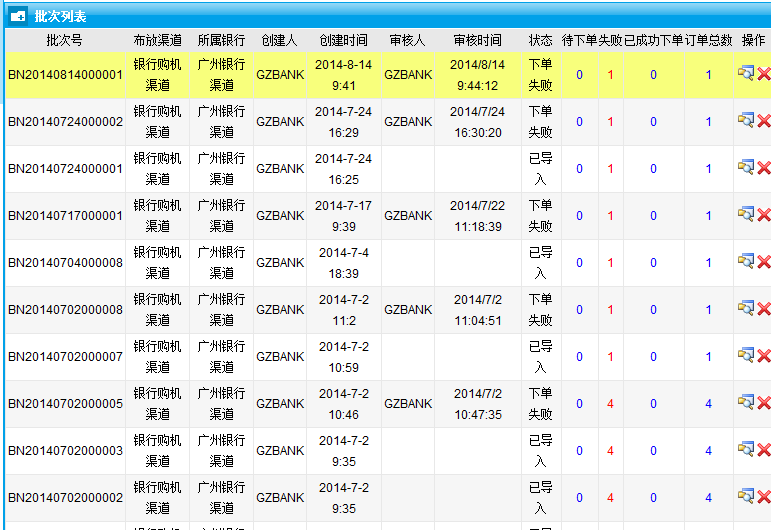 批次列表
批次号 布放渠道 所属银行 创建人 创建时间 审核人 审核时间 状态 待下单 失败 已成功下单 订单总数 操作
BN20140814000001 银行购机渠道 广州银行渠道 GZBANK 2014-8-14 9:41 GZBANK 2014/8/14 9:44:12 下单失败 0 1 0 1
BN20140724000002 银行购机渠道 广州银行渠道 GZBANK 2014-7-24 16:29 GZBANK 2014/7/24 16:30:20 下单失败 0 1 0 1
BN20140724000001 银行购机渠道 广州银行渠道 GZBANK 2014-7-24 16:25 已导入 0 1 0 1
BN20140717000001 银行购机渠道 广州银行渠道 GZBANK 2014-7-17 9:39 GZBANK 2014/7/22 11:18:39 下单失败 0 1 0 1
BN20140704000008 银行购机渠道 广州银行渠道 GZBANK 2014-7-4 18:39 已导入 0 1 0 1
BN20140702000008 银行购机渠道 广州银行渠道 GZBANK 2014-7-2 11:2 GZBANK 2014/7/2 11:04:51 下单失败 0 1 0 1
BN20140702000007 银行购机渠道 广州银行渠道 GZBANK 2014-7-2 10:59 已导入 0 1 0 1
BN20140702000005 银行购机渠道 广州银行渠道 GZBANK 2014-7-2 10:46 GZBANK 2014/7/2 10:47:35 下单失败 0 4 0 4
BN20140702000003 银行购机渠道 广州银行渠道 GZBANK 2014-7-2 9:35 已导入 0 4 0 4
BN20140702000002 银行购机渠道 广州银行渠道 GZBANK 2014-7-2 9:35 已导入 0 4 0 4